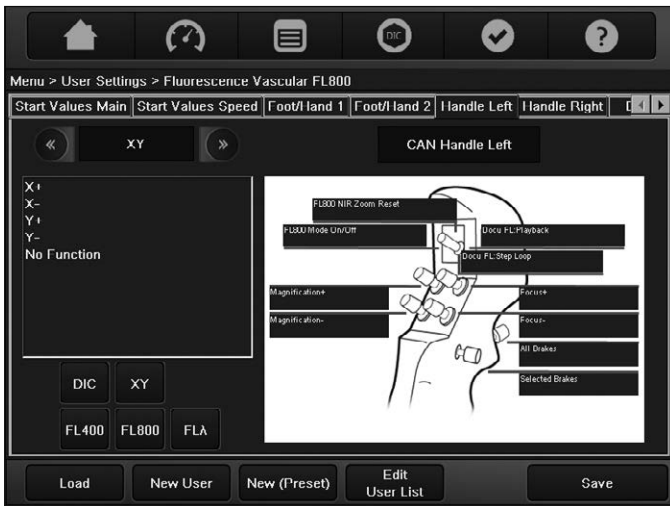 DIC
?
Menu > User Settings > Fluorescence Vascular FL800
Start Values Main Start Values Speed Foot/Hand 1 Foot/Hand 2 Handle Left Handle Right
« XY »
CAN Handle Left
X+
X-
Y+
Y-
No Function
FL800 NIR Zoom Reset
FL800 Mode On/Off
Docu FL:Playback
Docu FL:Step Loop
Magnification+
Focus+
Magnification-
Focus-
All Brakes
Selected Brakes
DIC XY
FL400 FL800 FLλ
Load New User New (Preset) Edit User List Save